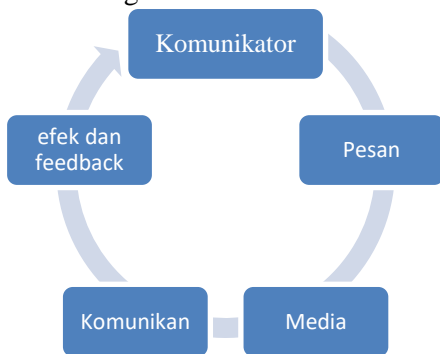 Komunikator
Pesan
Media
Komunikan
efek dan
feedback